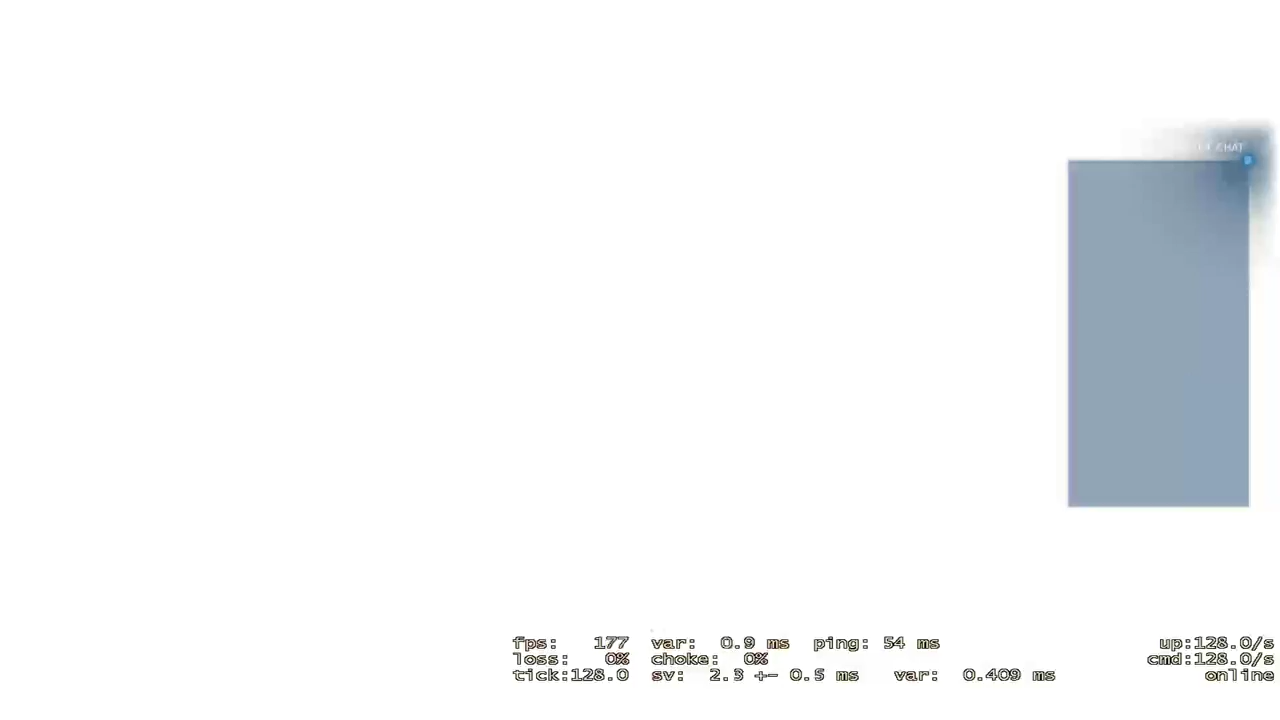 CHAT
fps: 177 var: 0.9 ms ping: 54 ms up:128.0/s
loss: 0% choke: 0% cmd:128.0/s
tick:128.0 sv: 2.3 +- 0.5 ms var: 0.409 ms online